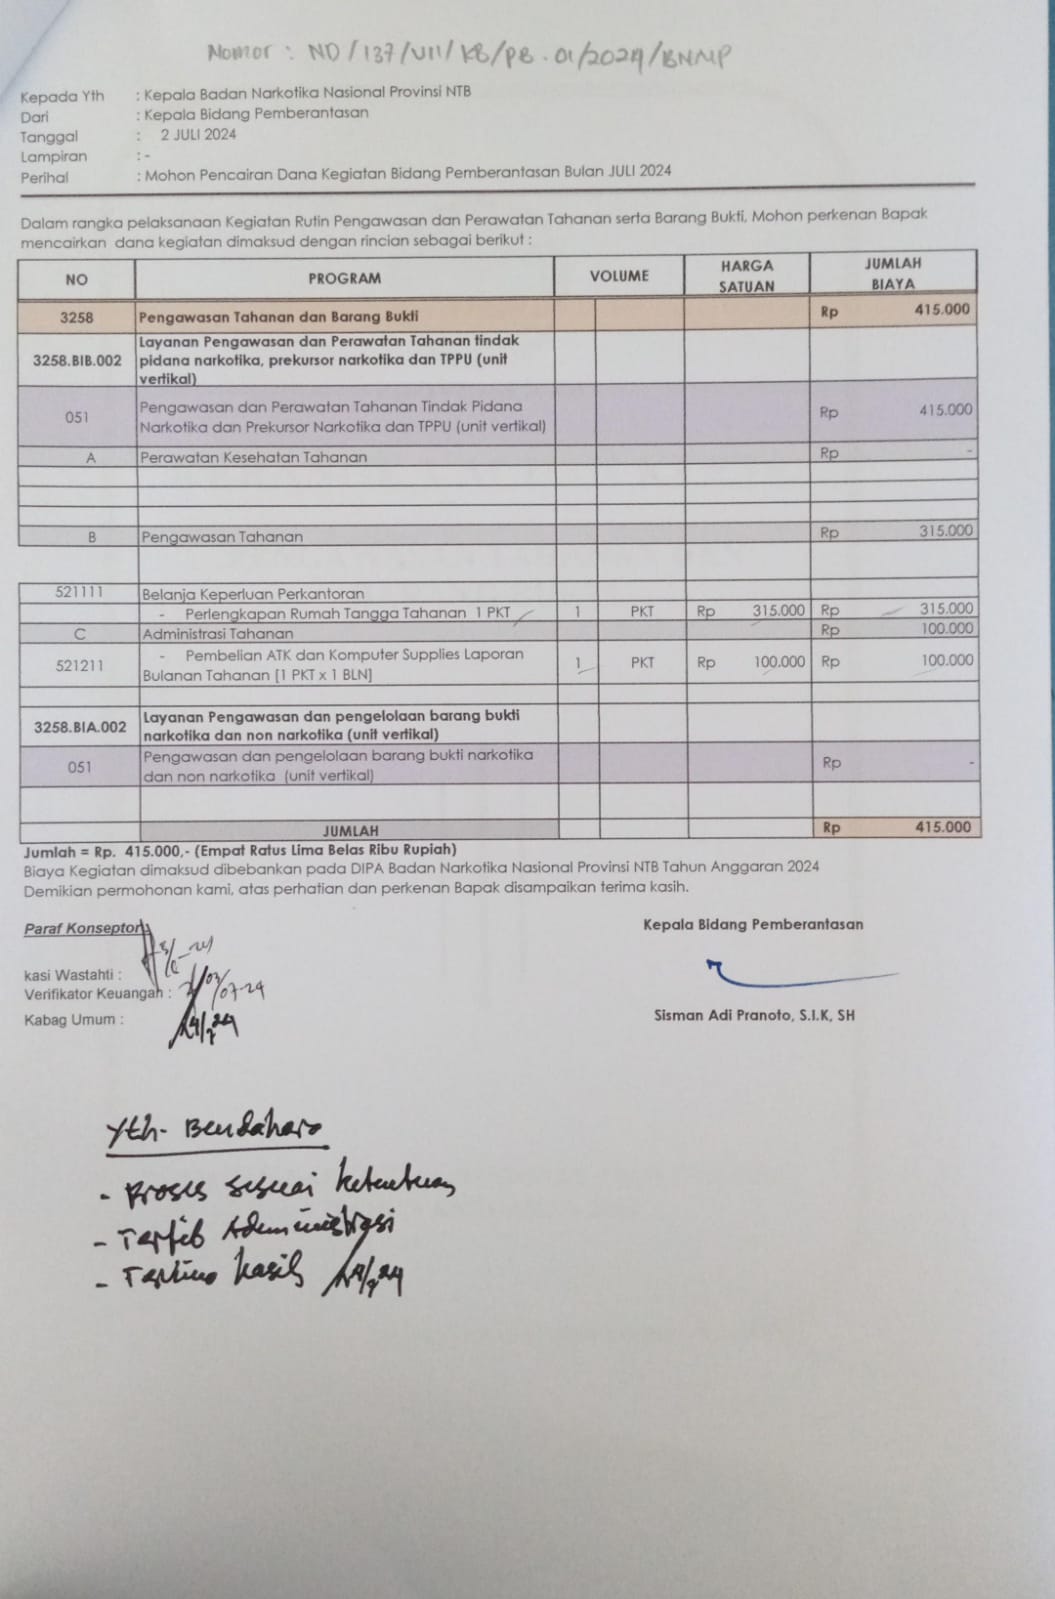 Nomor : ND/137/VII/KB/PB.01/2024/BNNP
Kepada Yth : Kepala Badan Narkotika Nasional Provinsi NTB
Dari : Kepala Bidang Pemberantasan
Tanggal : 2 JULI 2024
Lampiran : -
Perihal : Mohon Pencairan Dana Kegiatan Bidang Pemberantasan Bulan JULI 2024
Dalam rangka pelaksanaan Kegiatan Rutin Pengawasan dan Perawatan Tahanan serta Barang Bukti, Mohon perkenan Bapak
mencairkan dana kegiatan dimaksud dengan rincian sebagai berikut :
NO PROGRAM VOLUME HARGA SATUAN JUMLAH BIAYA
3258 Pengawasan Tahanan dan Barang Bukti Rp 415.000
3258.BIB.002 Layanan Pengawasan dan Perawatan Tahanan tindak
pidana narkotika, prekursor narkotika dan TPPU (unit
vertikal)
051 Pengawasan dan Perawatan Tahanan Tindak Pidana Rp 415.000
Narkotika dan Prekursor Narkotika dan TPPU (unit vertikal)
A Perawatan Kesehatan Tahanan Rp -
B Pengawasan Tahanan Rp 315.000
521111 Belanja Keperluan Perkantoran
- Perlengkapan Rumah Tangga Tahanan 1 PKT 1 PKT Rp 315.000 Rp 315.000
C Administrasi Tahanan Rp 100.000
521211 - Pembelian ATK dan Komputer Supplies Laporan 1 PKT Rp 100.000 Rp 100.000
Bulanan Tahanan [1 PKT x 1 BLN]
3258.BIA.002 Layanan Pengawasan dan pengelolaan barang bukti
narkotika dan non narkotika (unit vertikal)
051 Pengawasan dan pengelolaan barang bukti narkotika Rp -
dan non narkotika (unit vertikal)
JUMLAH Rp 415.000
Jumlah = Rp. 415.000,- (Empat Ratus Lima Belas Ribu Rupiah)
Biaya Kegiatan dimaksud dibebankan pada DIPA Badan Narkotika Nasional Provinsi NTB Tahun Anggaran 2024
Demikian permohonan kami, atas perhatian dan perkenan Bapak disampaikan terima kasih.
Paraf Konseptor
Kepala Bidang Pemberantasan
kasi Wastahti :
Verifikator Keuangan : 03/07-24
Kabag Umum :
Sisman Adi Pranoto, S.I.K, SH
Yth. Bendahara
- Proses sesuai ketentuan
- Tertib Administrasi
- Terima kasih